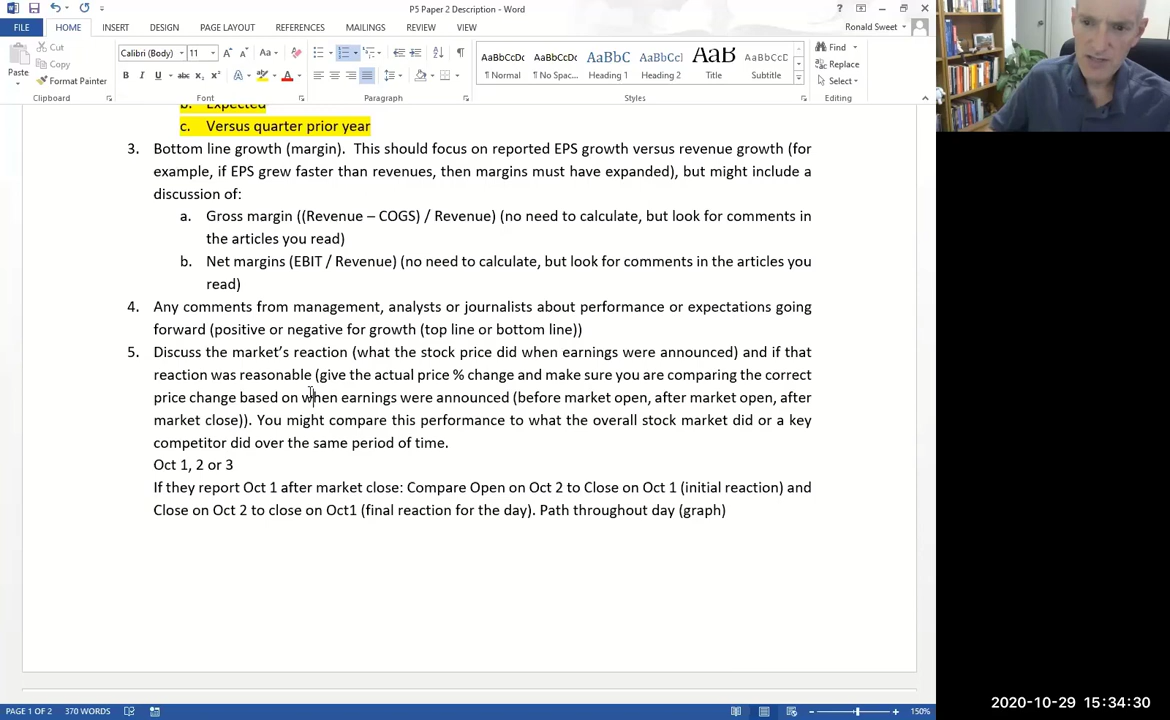 P5 Paper 2 Description - Word
FILE HOME INSERT DESIGN PAGE LAYOUT REFERENCES MAILINGS REVIEW VIEW
Ronald Sweet
Paste
Cut
Copy
Format Painter
Calibri (Body) 11
Clipboard
Font
Paragraph
AaBbCcDc AaBbCcDc AaBbC AaBbCcl AaB AaBbCcD
¶ Normal ¶ No Spac... Heading 1 Heading 2 Title Subtitle
Styles
Find
Replace
Select
Editing
b. Expected
c. Versus quarter prior year
3. Bottom line growth (margin). This should focus on reported EPS growth versus revenue growth (for
example, if EPS grew faster than revenues, then margins must have expanded), but might include a
discussion of:
a. Gross margin ((Revenue – COGS) / Revenue) (no need to calculate, but look for comments in
the articles you read)
b. Net margins (EBIT / Revenue) (no need to calculate, but look for comments in the articles you
read)
4. Any comments from management, analysts or journalists about performance or expectations going
forward (positive or negative for growth (top line or bottom line))
5. Discuss the market’s reaction (what the stock price did when earnings were announced) and if that
reaction was reasonable (give the actual price % change and make sure you are comparing the correct
price change based on when earnings were announced (before market open, after market open, after
market close)). You might compare this performance to what the overall stock market did or a key
competitor did over the same period of time.
Oct 1, 2 or 3
If they report Oct 1 after market close: Compare Open on Oct 2 to Close on Oct 1 (initial reaction) and
Close on Oct 2 to close on Oct1 (final reaction for the day). Path throughout day (graph)
PAGE 1 OF 2 370 WORDS
150%
2020-10-29 15:34:30